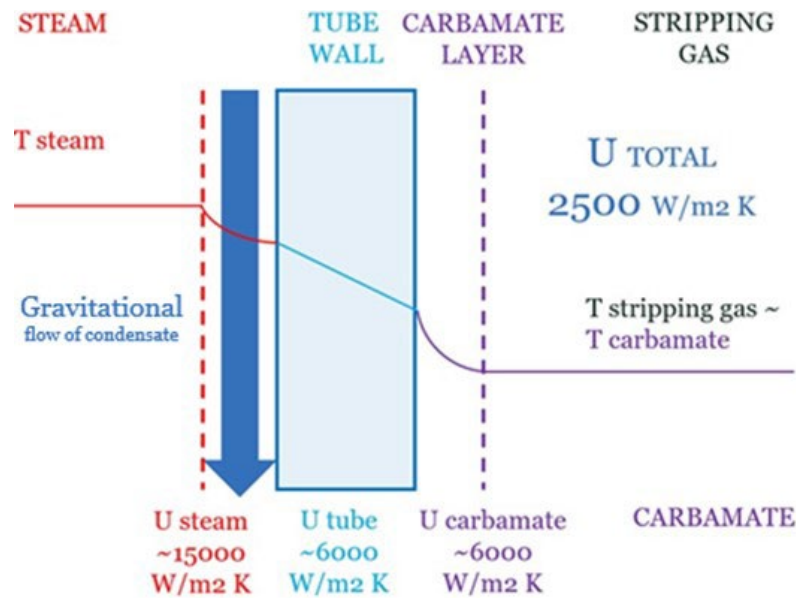 STEAM
TUBE
WALL
CARBAMATE
LAYER
STRIPPING
GAS
T steam
U TOTAL
2500 W/m2 K
Gravitational
flow of condensate
T stripping gas ~
T carbamate
U steam
~15000
W/m2 K
U tube
~6000
W/m2 K
U carbamate
~6000
W/m2 K
CARBAMATE